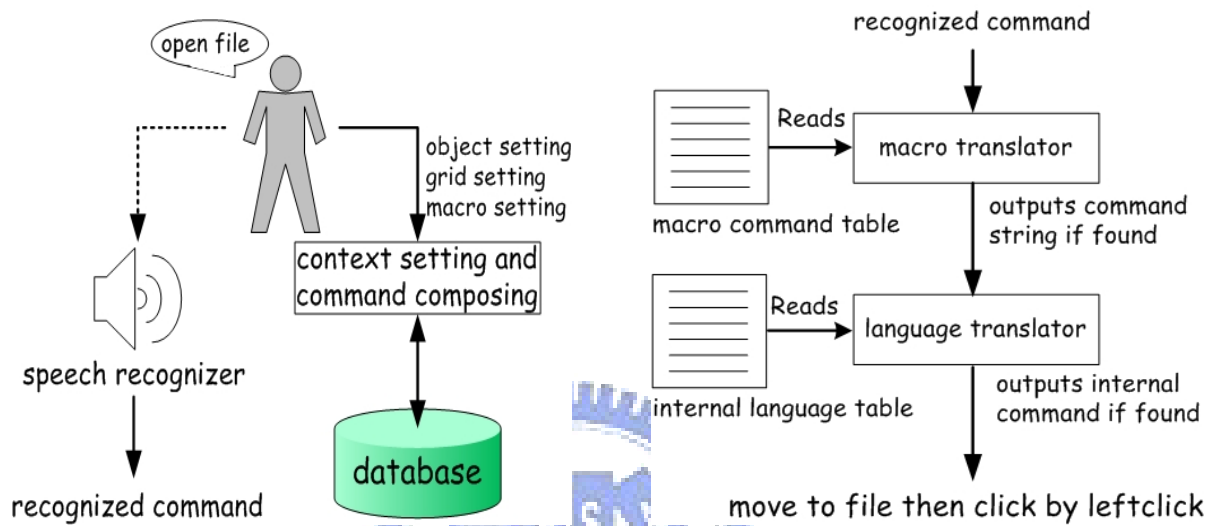 open file
object setting
grid setting
macro setting
context setting and
command composing
speech recognizer
database
recognized command
recognized command
Reads
macro translator
macro command table
outputs command
string if found
Reads
language translator
internal language table
outputs internal
command if found
move to file then click by leftclick